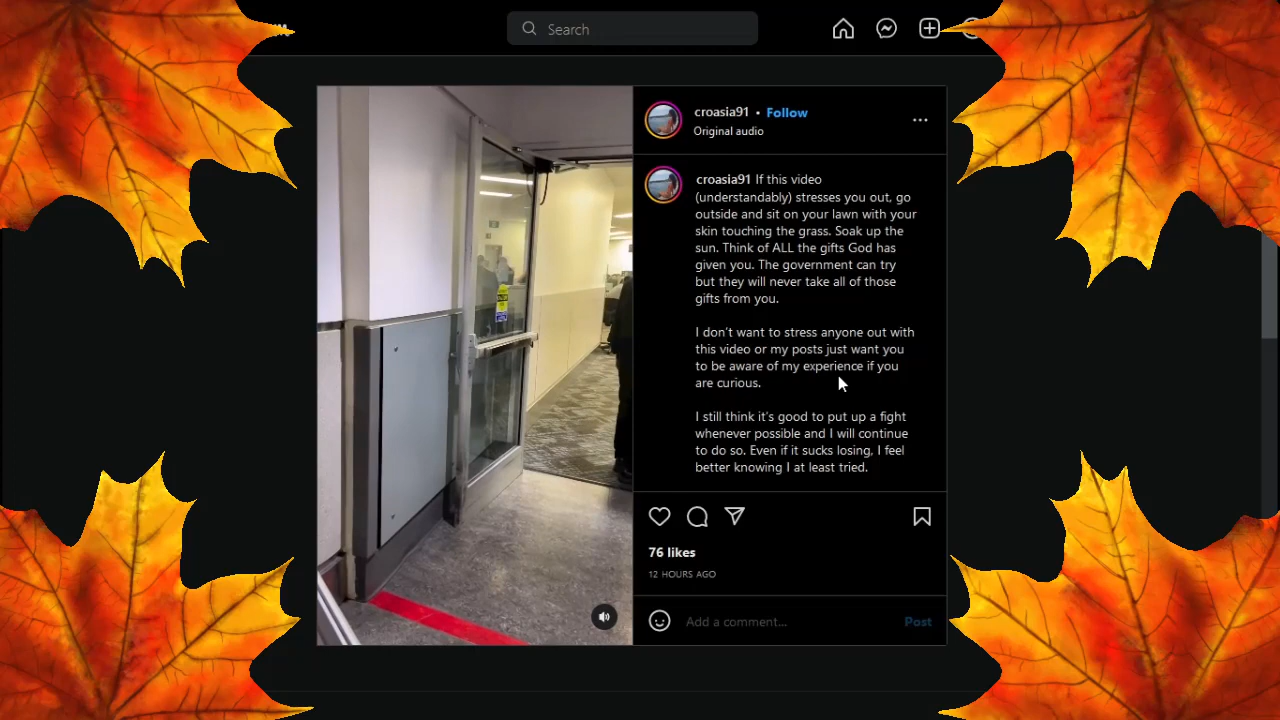 Search
croasia91 • Follow
Original audio
croasia91 If this video
(understandably) stresses you out, go
outside and sit on your lawn with your
skin touching the grass. Soak up the
sun. Think of ALL the gifts God has
given you. The government can try
but they will never take all of those
gifts from you.
I don't want to stress anyone out with
this video or my posts just want you
to be aware of my experience if you
are curious.
I still think it's good to put up a fight
whenever possible and I will continue
to do so. Even if it sucks losing, I feel
better knowing I at least tried.
76 likes
12 HOURS AGO
Add a comment...
Post